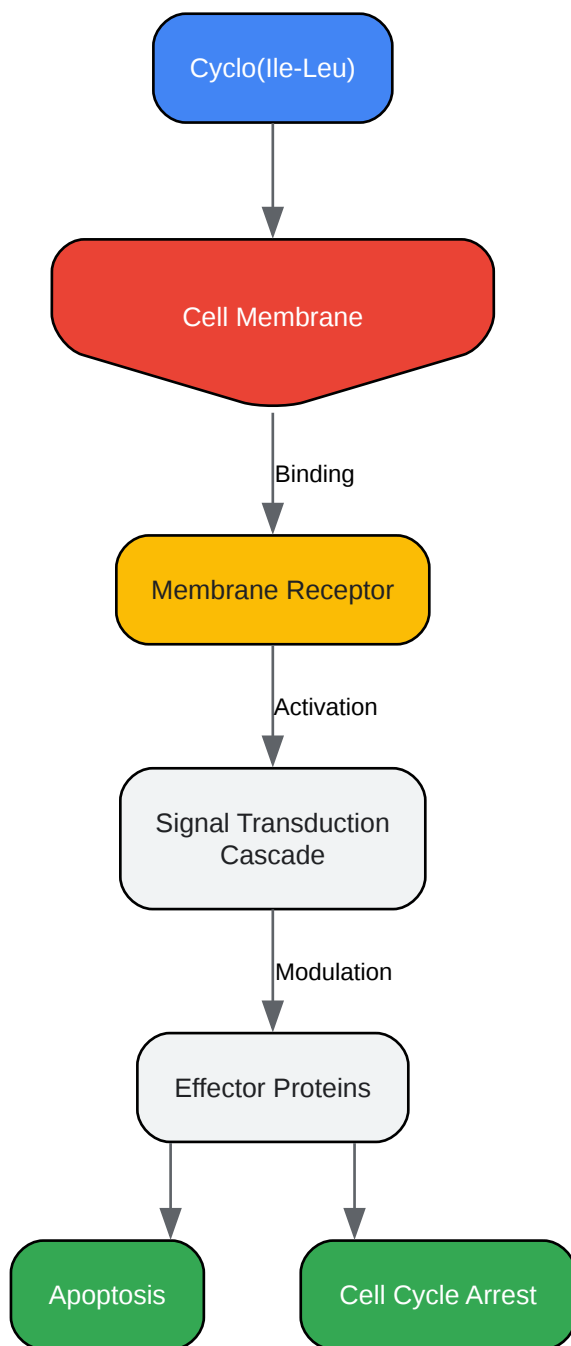 Cyclo(Ile-Leu)
Cell Membrane
Binding
Membrane Receptor
Activation
Signal Transduction
Cascade
Modulation
Effector Proteins
Apoptosis
Cell Cycle Arrest